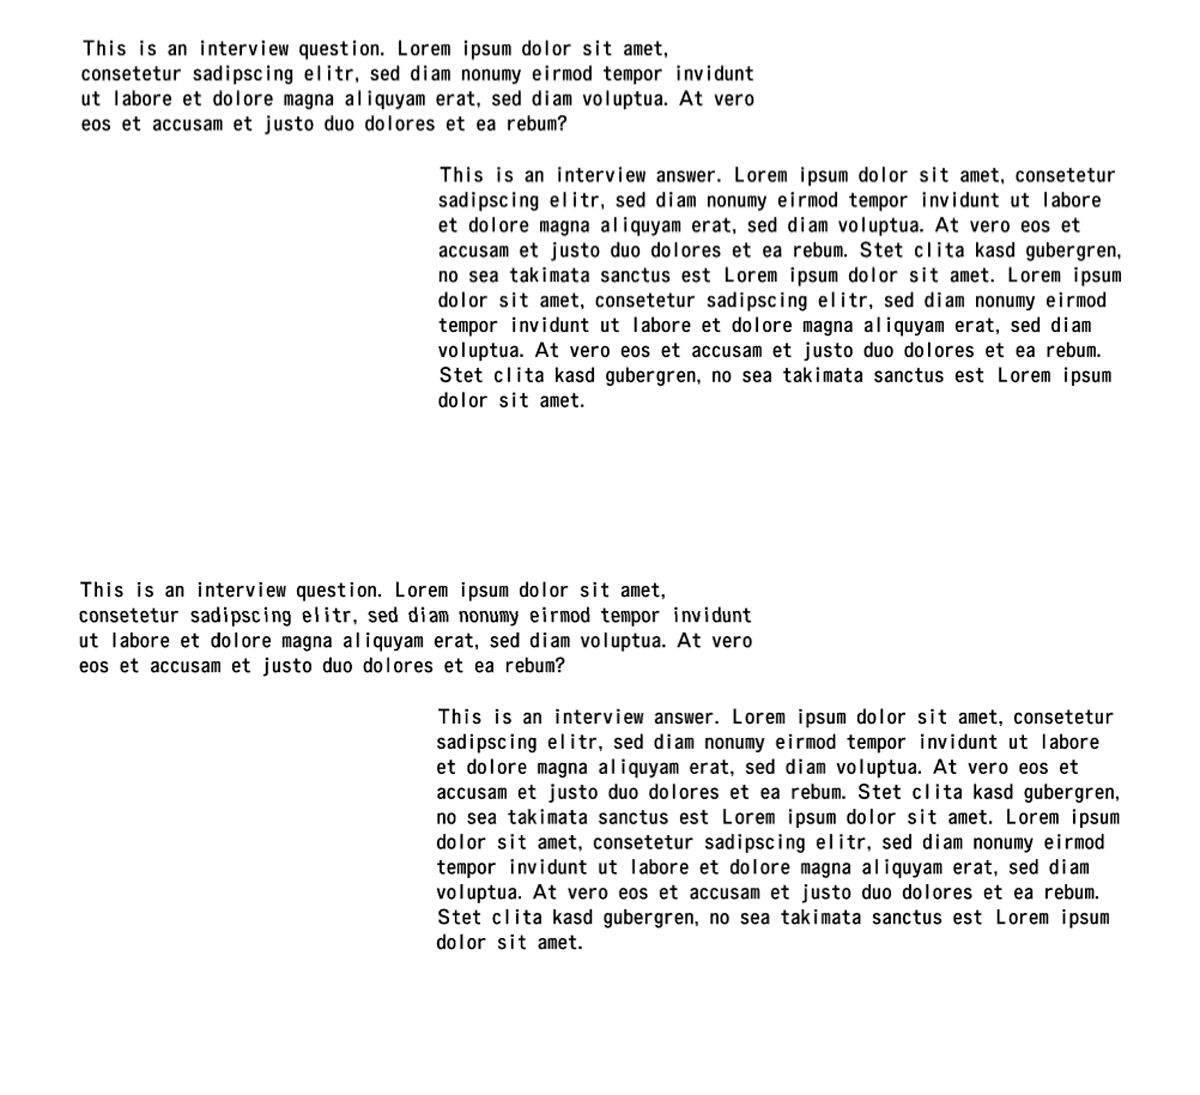 This is an interview question. Lorem ipsum dolor sit amet,
consetetur sadipscing elitr, sed diam nonumy eirmod tempor invidunt
ut labore et dolore magna aliquyam erat, sed diam voluptua. At vero
eos et accusam et justo duo dolores et ea rebum?
This is an interview answer. Lorem ipsum dolor sit amet, consetetur
sadipscing elitr, sed diam nonumy eirmod tempor invidunt ut labore
et dolore magna aliquyam erat, sed diam voluptua. At vero eos et
accusam et justo duo dolores et ea rebum. Stet clita kasd gubergren,
no sea takimata sanctus est Lorem ipsum dolor sit amet. Lorem ipsum
dolor sit amet, consetetur sadipscing elitr, sed diam nonumy eirmod
tempor invidunt ut labore et dolore magna aliquyam erat, sed diam
voluptua. At vero eos et accusam et justo duo dolores et ea rebum.
Stet clita kasd gubergren, no sea takimata sanctus est Lorem ipsum
dolor sit amet.
This is an interview question. Lorem ipsum dolor sit amet,
consetetur sadipscing elitr, sed diam nonumy eirmod tempor invidunt
ut labore et dolore magna aliquyam erat, sed diam voluptua. At vero
eos et accusam et justo duo dolores et ea rebum?
This is an interview answer. Lorem ipsum dolor sit amet, consetetur
sadipscing elitr, sed diam nonumy eirmod tempor invidunt ut labore
et dolore magna aliquyam erat, sed diam voluptua. At vero eos et
accusam et justo duo dolores et ea rebum. Stet clita kasd gubergren,
no sea takimata sanctus est Lorem ipsum dolor sit amet. Lorem ipsum
dolor sit amet, consetetur sadipscing elitr, sed diam nonumy eirmod
tempor invidunt ut labore et dolore magna aliquyam erat, sed diam
voluptua. At vero eos et accusam et justo duo dolores et ea rebum.
Stet clita kasd gubergren, no sea takimata sanctus est Lorem ipsum
dolor sit amet.